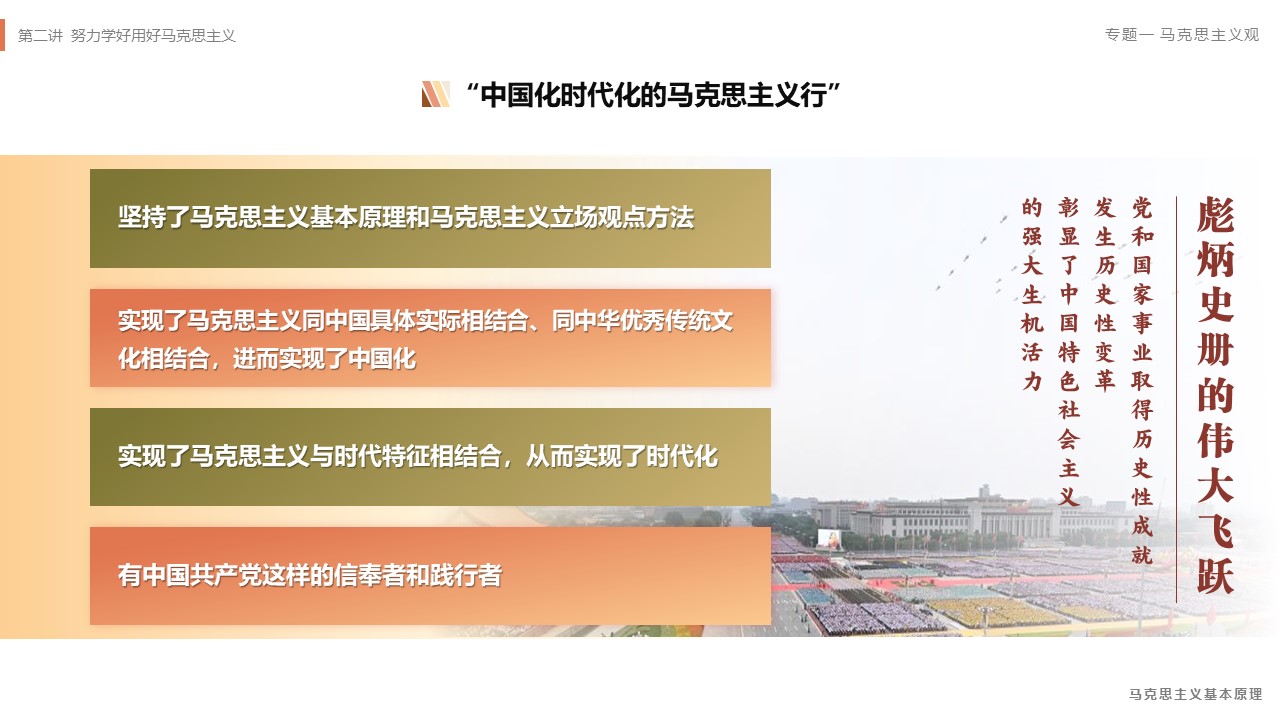 第二讲 努力学好用好马克思主义
专题一 马克思主义观
“中国化时代化的马克思主义行”
坚持了马克思主义基本原理和马克思主义立场观点方法
实现了马克思主义同中国具体实际相结合、同中华优秀传统文
化相结合，进而实现了中国化
实现了马克思主义与时代特征相结合，从而实现了时代化
有中国共产党这样的信奉者和践行者
彪炳史册的伟大飞跃
党和国家事业取得历史性成就
发生历史性变革
彰显了中国特色社会主义
的强大生机活力
马克思主义基本原理